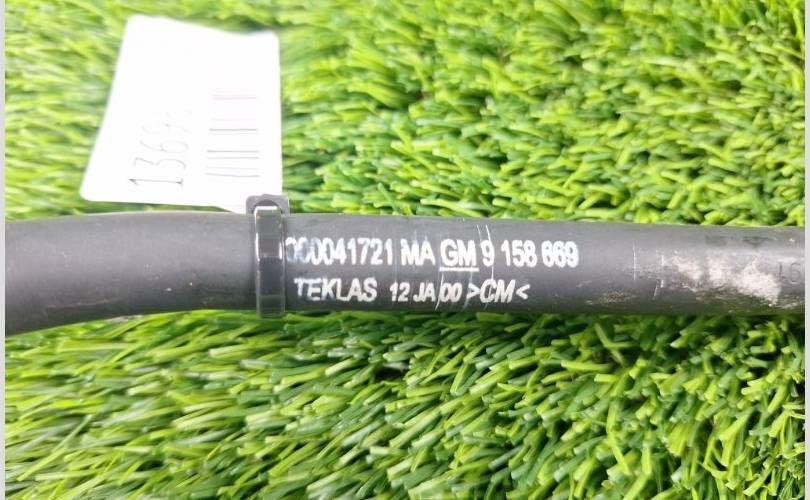 000041721 MA GM 9 158 669
TEKLAS 12 JA 00 >CM<